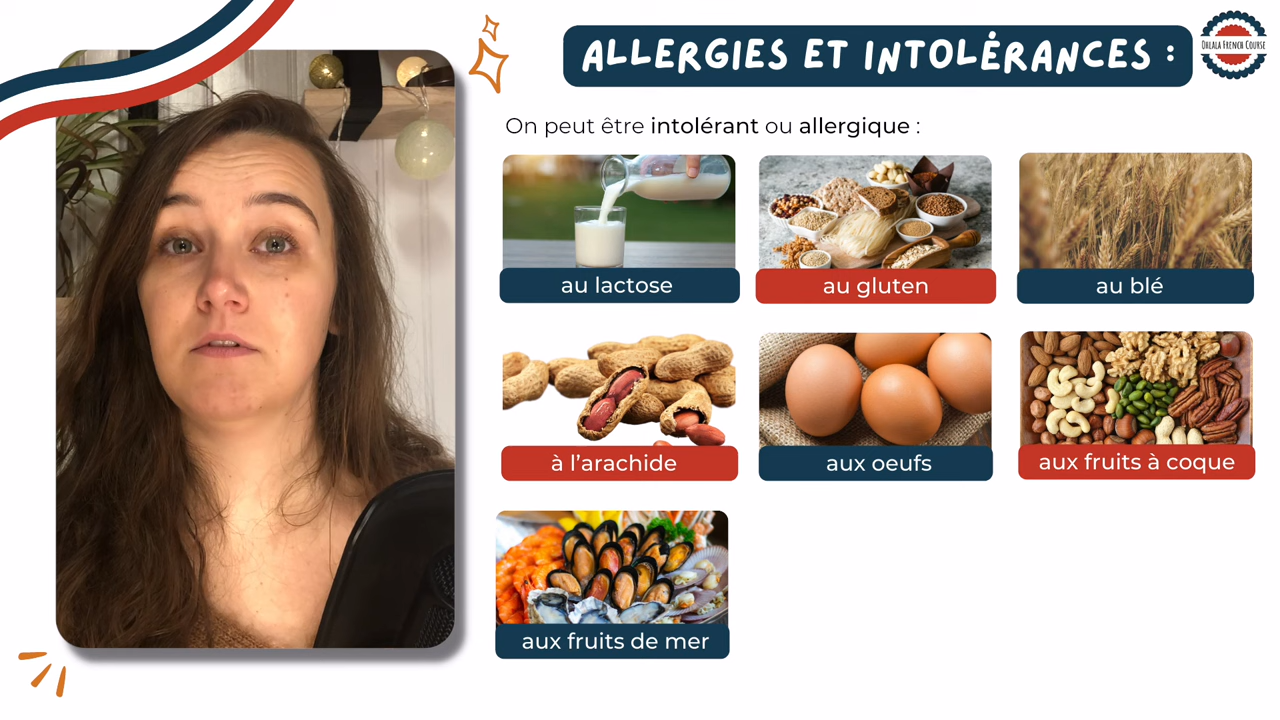 ALLERGIES ET INTOLÉRANCES :
OHLALA FRENCH COURSE
On peut être intolérant ou allergique :
au lactose
au gluten
au blé
à l’arachide
aux oeufs
aux fruits à coque
aux fruits de mer